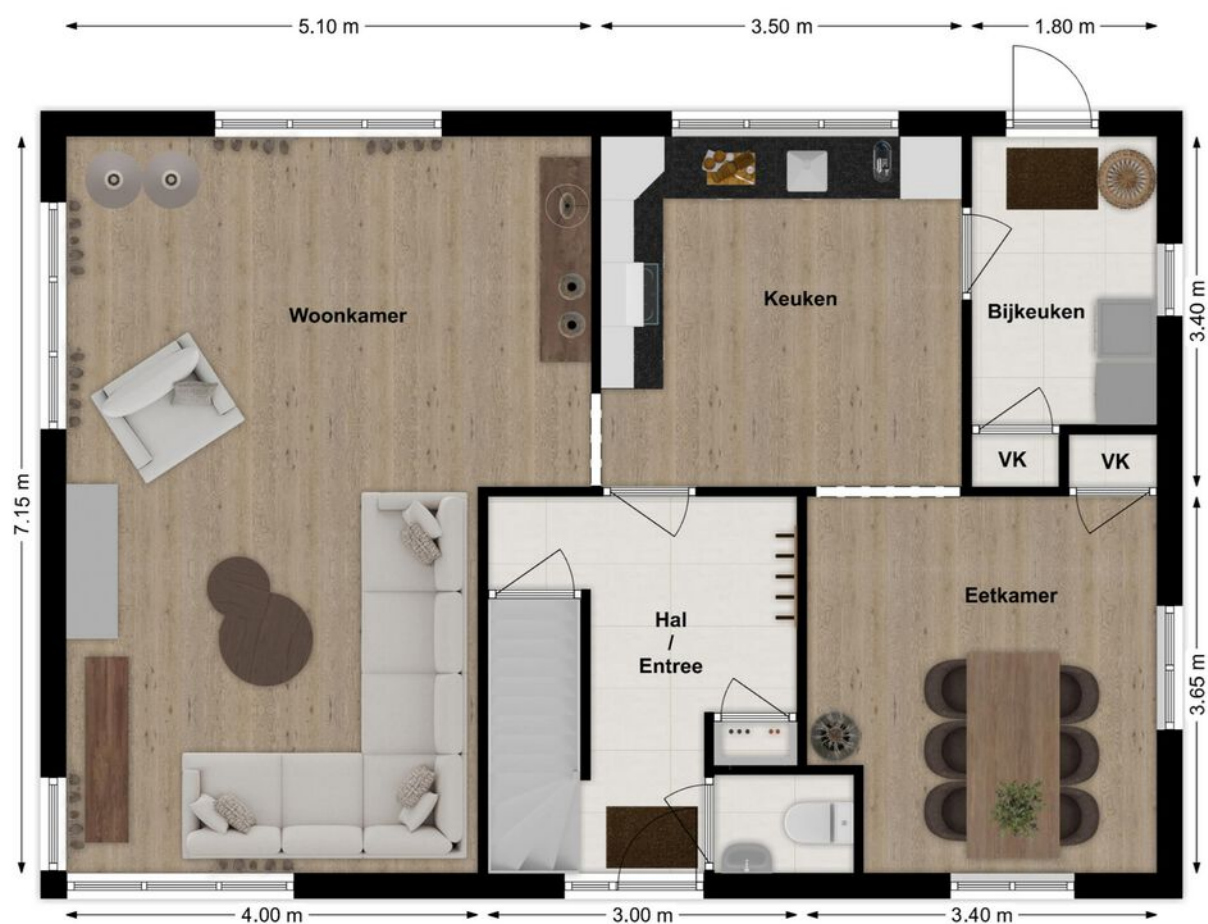 5.10 m
3.50 m
1.80 m
Woonkamer
Keuken
Bijkeuken
3.40 m
7.15 m
VK
VK
Hal
/
Entree
Eetkamer
3.65 m
4.00 m
3.00 m
3.40 m